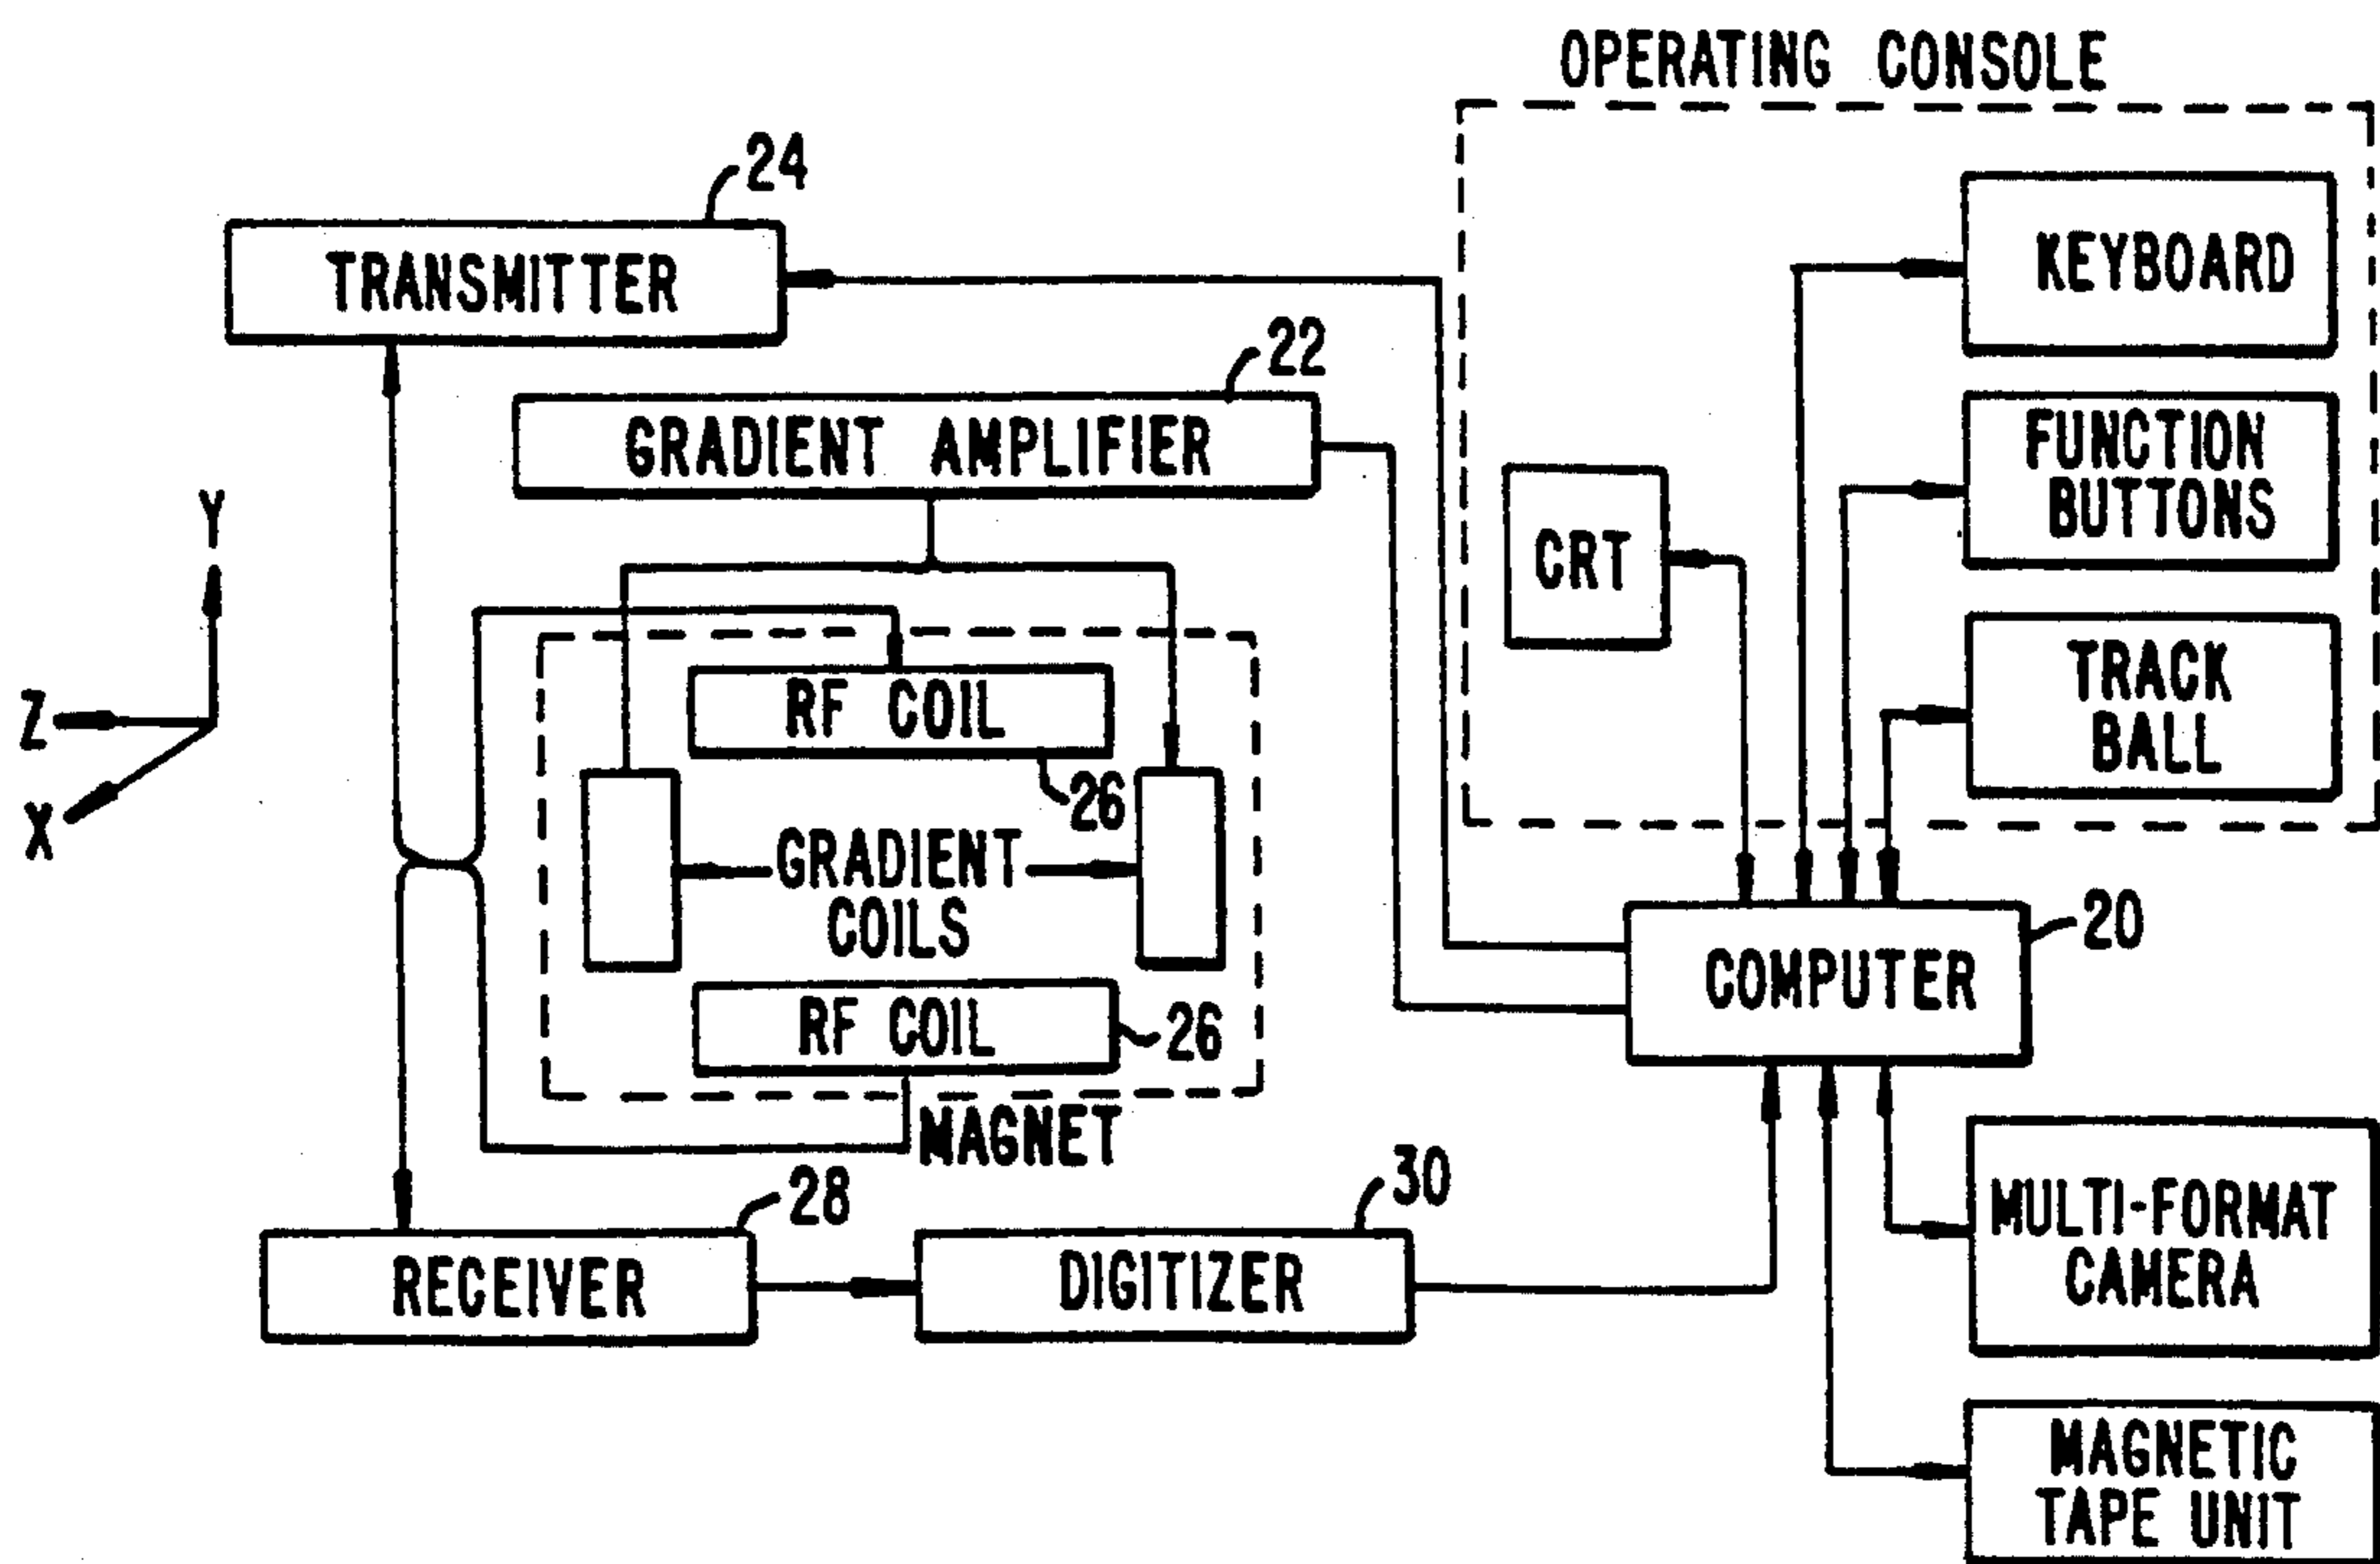 OPERATING CONSOLE
24
TRANSMITTER
KEYBOARD
22
GRADIENT AMPLIFIER
FUNCTION
BUTTONS
CRT
Y
Z
X
TRACK
BALL
RF COIL
26
GRADIENT
COILS
20
COMPUTER
RF COIL
26
MAGNET
28
RECEIVER
30
DIGITIZER
MULTI-FORMAT
CAMERA
MAGNETIC
TAPE UNIT